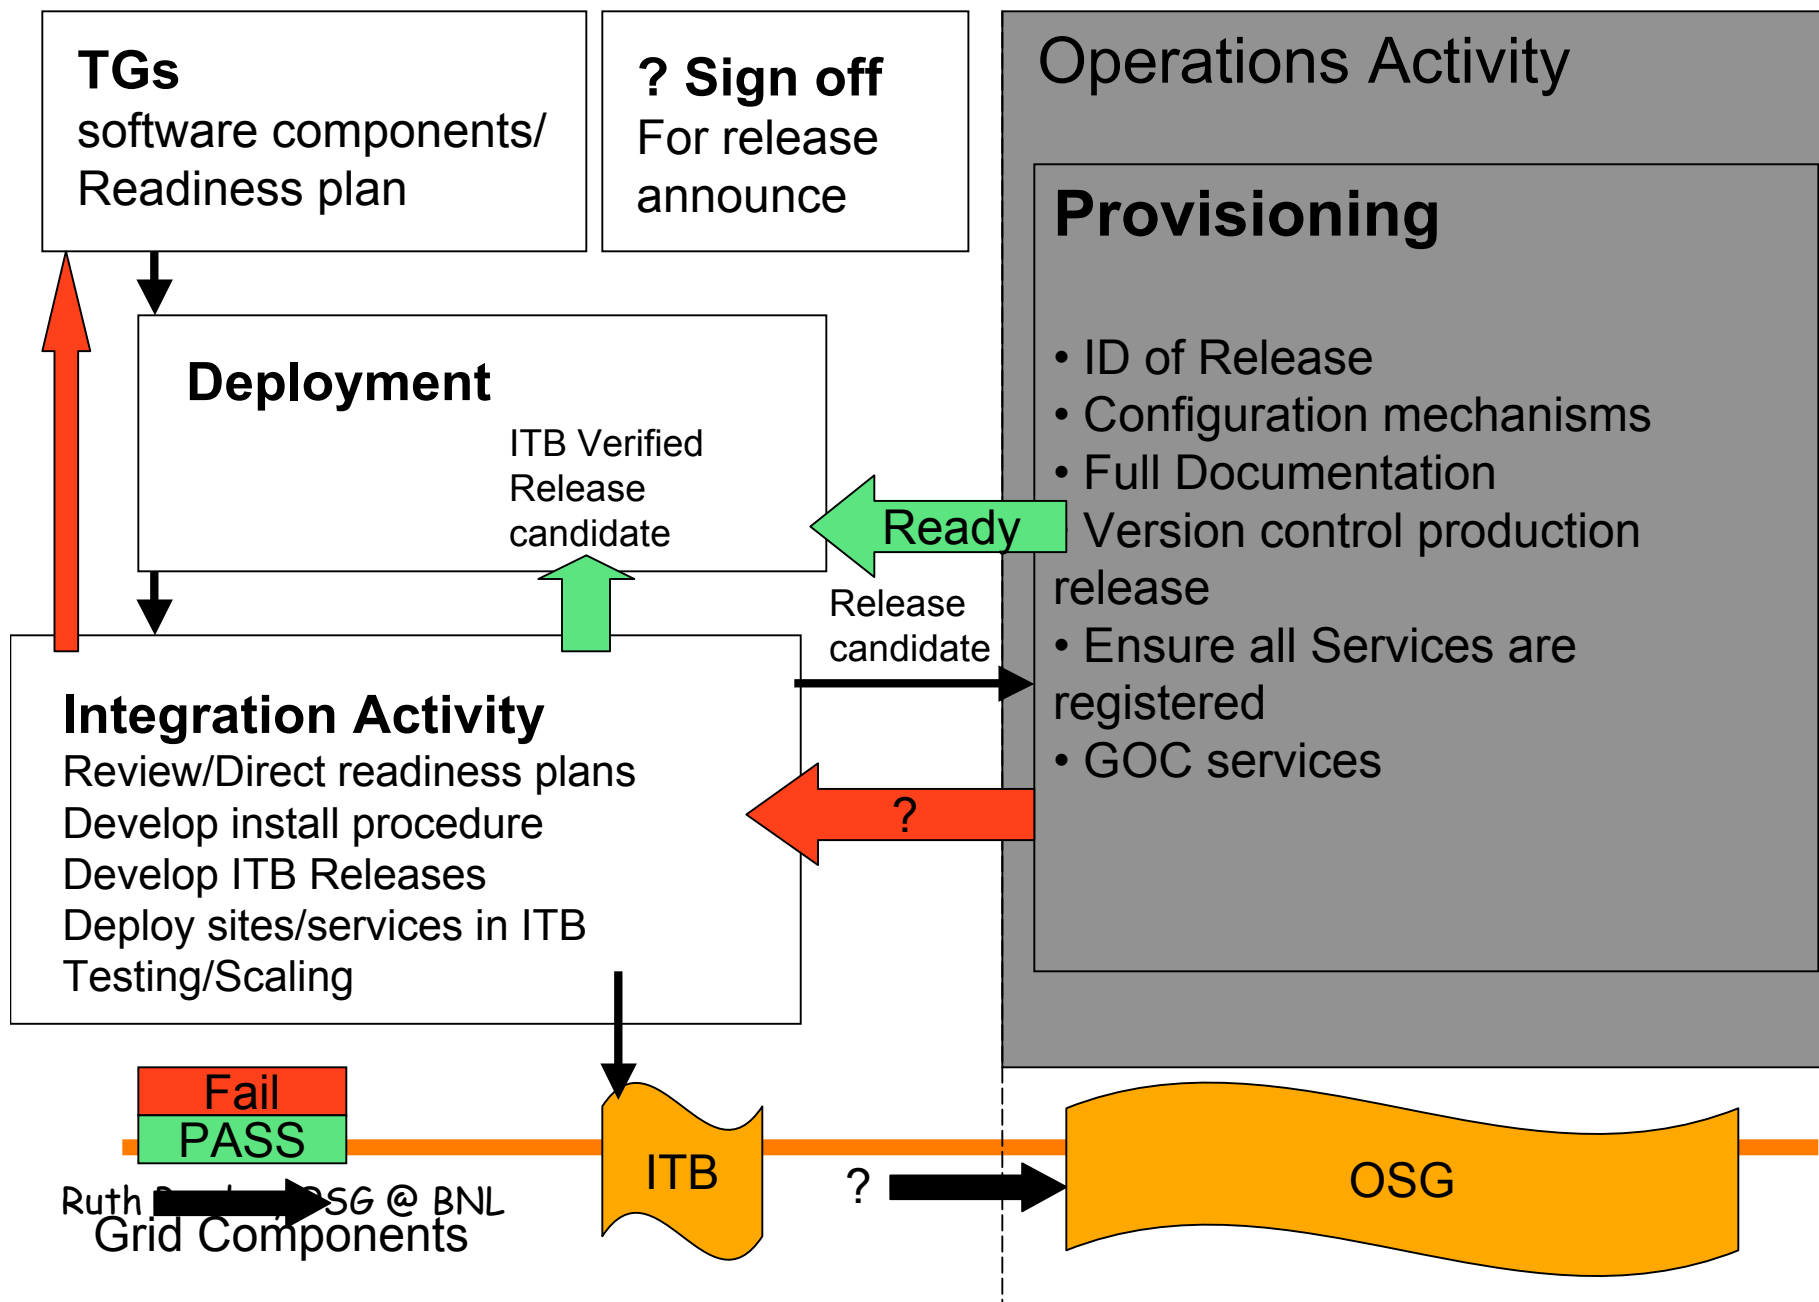 TGs
software components/
Readiness plan
? Sign off
For release
announce
Operations Activity
Provisioning
• ID of Release
• Configuration mechanisms
• Full Documentation
• Version control production
release
• Ensure all Services are
registered
• GOC services
Deployment
ITB Verified
Release
candidate
Ready
Release
candidate
Integration Activity
Review/Direct readiness plans
Develop install procedure
Develop ITB Releases
Deploy sites/services in ITB
Testing/Scaling
?
Fail
PASS
ITB
?
OSG
Ruth OSG @ BNL
Grid Components